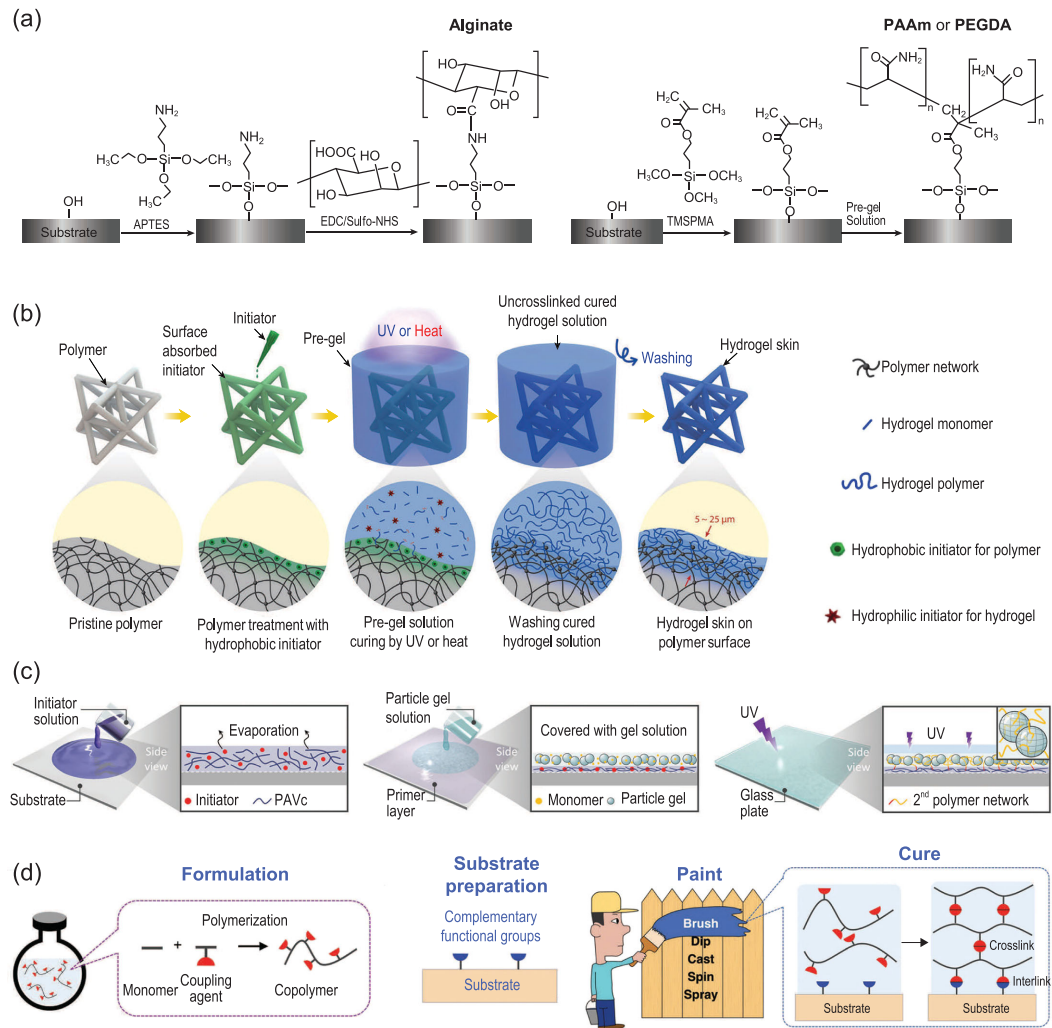 (a)
Alginate
PAAm or PEGDA
HO
OH
OH
O
C
O
NH
NH2
Si
H3C
O
O
CH3
O
CH3
NH2
Si
O
O
O
HOOC
HO
O
HO
OH
O
Si
O
O
O
OH
Substrate
APTES
EDC/Sulfo-NHS
H2C
CH3
O
O
Si
H3CO
OCH3
OCH3
H2C
CH3
O
O
Si
O
O
O
O
NH2
n
H2N
O
n
CH2
CH3
O
O
Si
O
O
O
OH
Substrate
TMSPMA
Pre-gel
Solution
(b)
Polymer
Surface
absorbed
initiator
Initiator
Pre-gel
UV or Heat
Uncrosslinked cured
hydrogel solution
Washing
Hydrogel skin
5 ~ 25 μm
Pristine polymer
Polymer treatment with
hydrophobic initiator
Pre-gel solution
curing by UV or heat
Washing cured
hydrogel solution
Hydrogel skin on
polymer surface
Polymer network
Hydrogel monomer
Hydrogel polymer
Hydrophobic initiator for polymer
Hydrophilic initiator for hydrogel
(c)
Initiator
solution
Substrate
Side
view
Evaporation
Initiator
PAVc
Particle gel
solution
Primer
layer
Side
view
Covered with gel solution
Monomer
Particle gel
UV
Glass
plate
Side
view
UV
2nd polymer network
(d)
Formulation
Polymerization
+
Monomer
Coupling
agent
Copolymer
Substrate
preparation
Complementary
functional groups
Substrate
Paint
Brush
Dip
Cast
Spin
Spray
Cure
Crosslink
Interlink
Substrate
Substrate